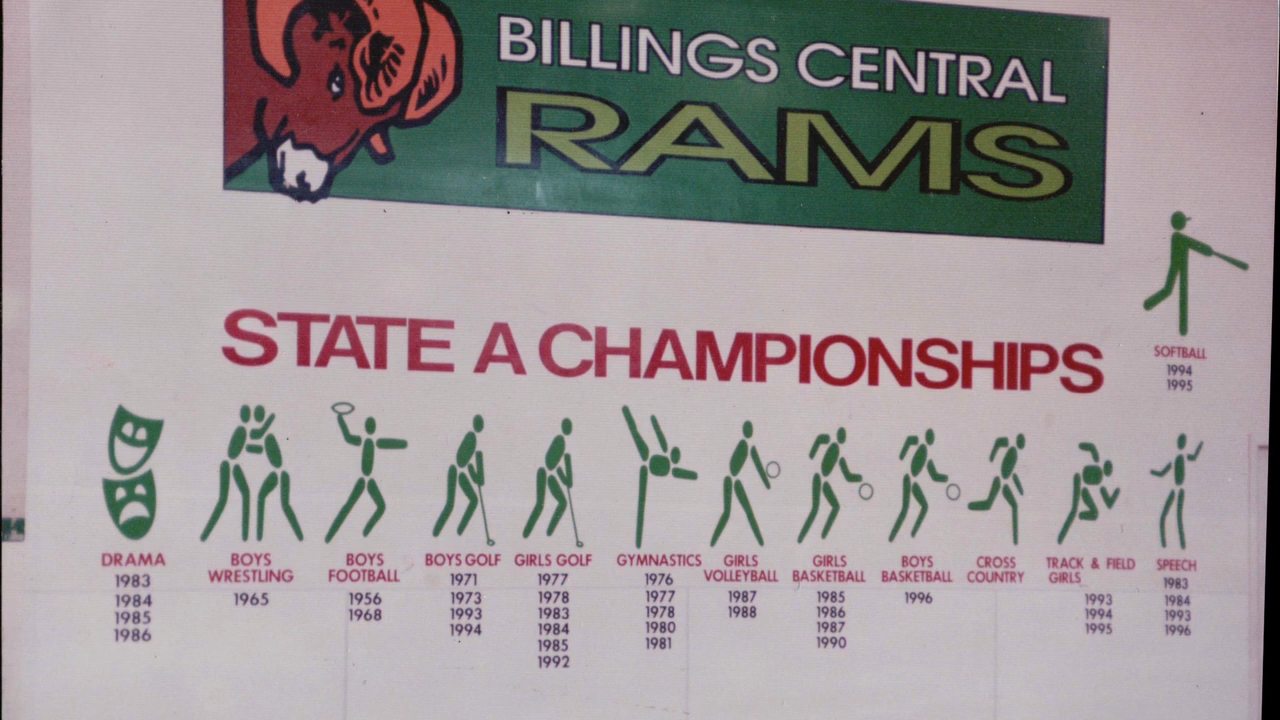 BILLINGS CENTRAL
RAMS
STATE A CHAMPIONSHIPS
SOFTBALL
1994
1995
DRAMA
1983
1984
1985
1986
BOYS
WRESTLING
1965
BOYS
FOOTBALL
1956
1968
BOYS GOLF
1971
1973
1993
1994
GIRLS GOLF
1977
1978
1983
1984
1985
1992
GYMNASTICS
1976
1977
1978
1980
1981
GIRLS
VOLLEYBALL
1987
1988
GIRLS
BASKETBALL
1985
1986
1987
1990
BOYS
BASKETBALL
1996
CROSS
COUNTRY
TRACK & FIELD
GIRLS
1993
1994
1995
SPEECH
1983
1984
1993
1996